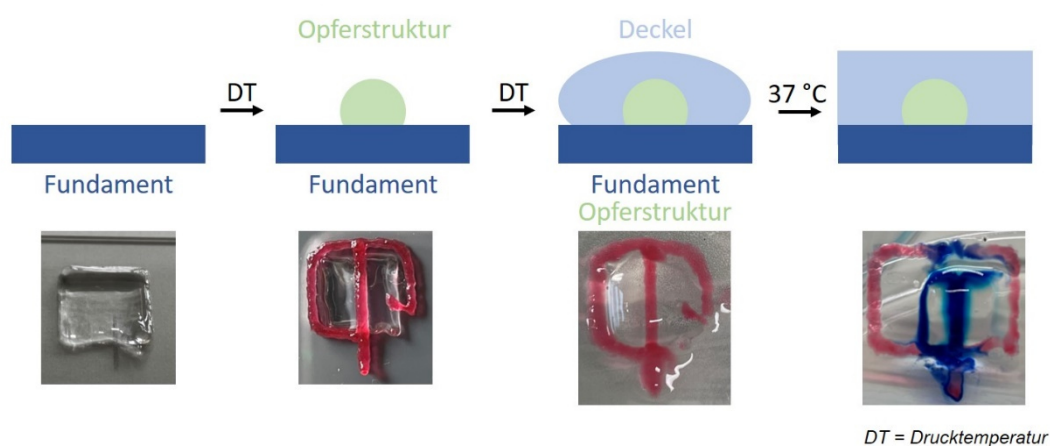 Opferstruktur
Deckel
DT
DT
37 °C
Fundament
Fundament
Fundament
Opferstruktur
DT = Drucktemperatur